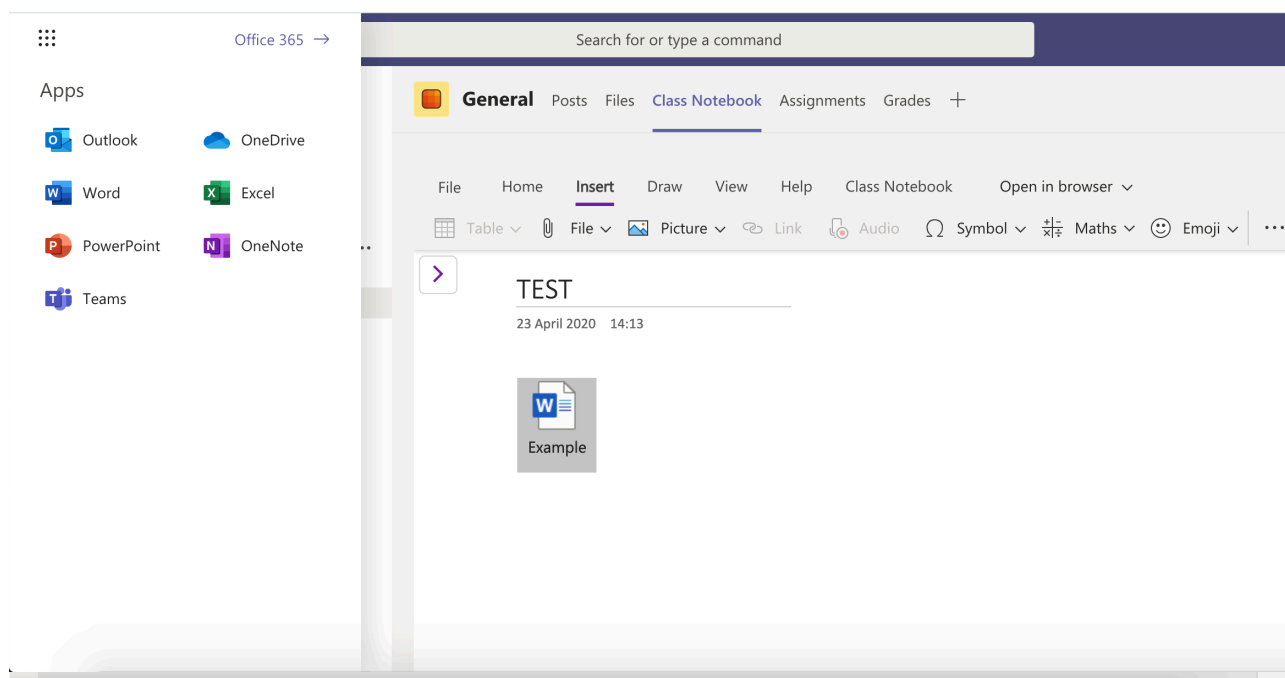 Office 365 →
Search for or type a command
Apps
General Posts Files Class Notebook Assignments Grades +
Outlook OneDrive
Word Excel
PowerPoint OneNote
Teams
File Home Insert Draw View Help Class Notebook Open in browser
Table File Picture Link Audio Symbol Maths Emoji ...
TEST
23 April 2020 14:13
Example